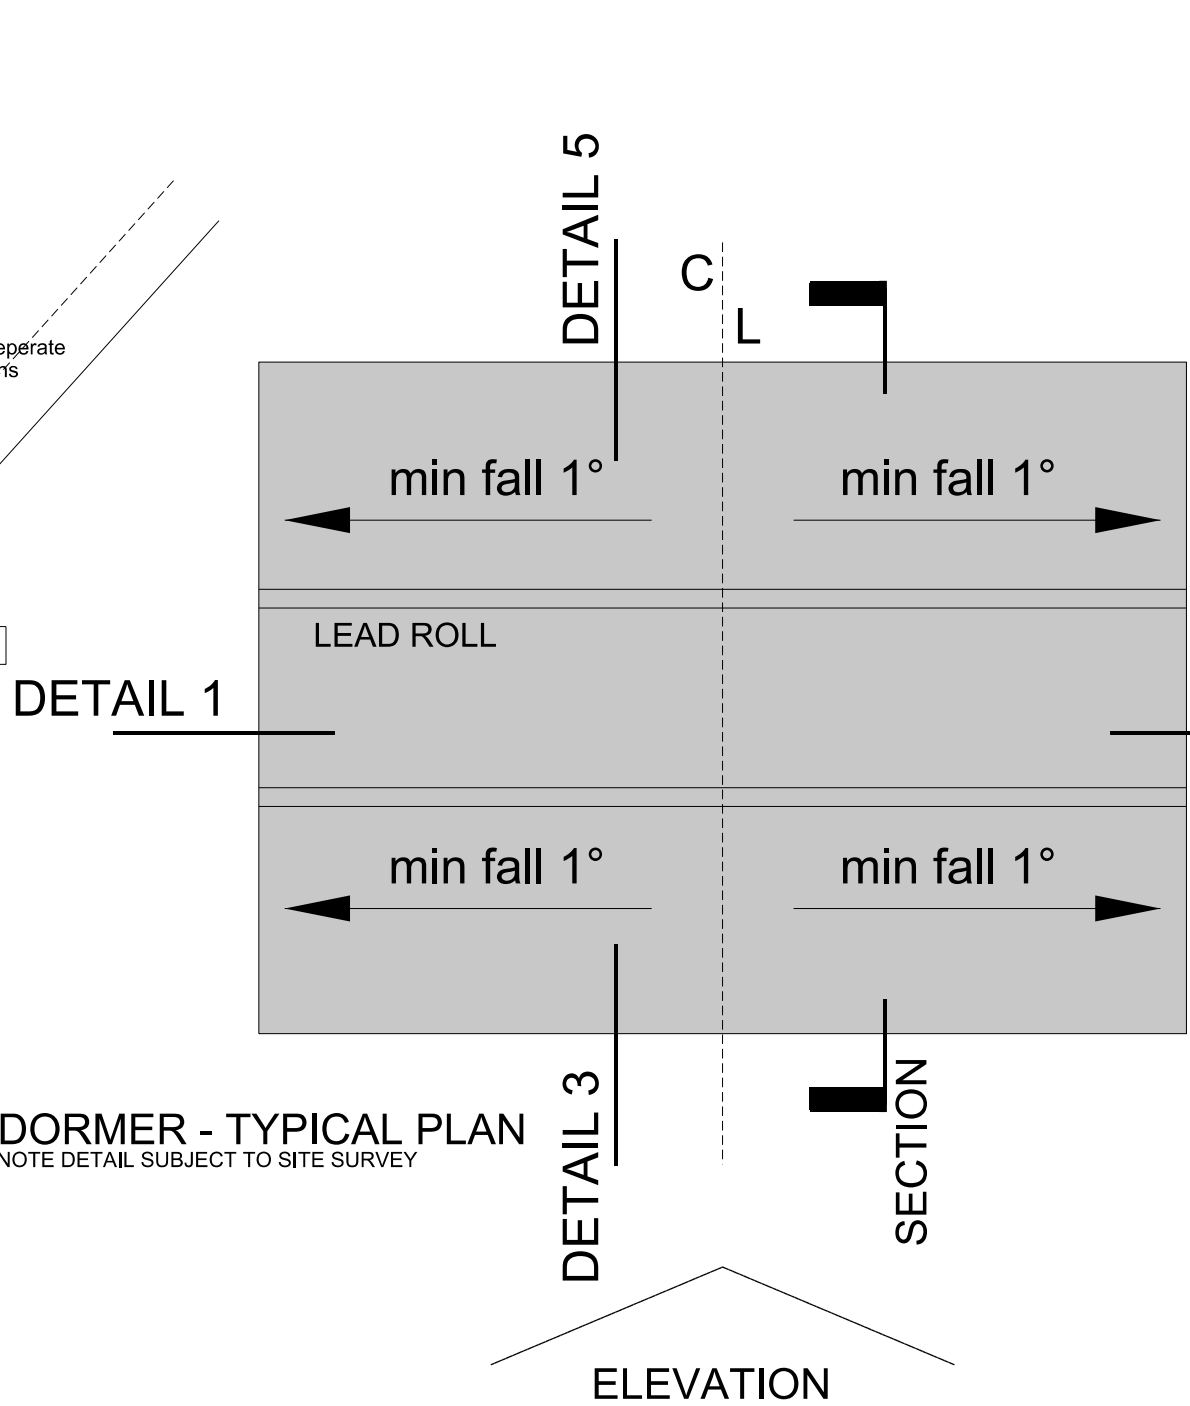 DETAIL 5
C
L
eperate
ns
min fall 1°
min fall 1°
LEAD ROLL
DETAIL 1
min fall 1°
min fall 1°
DORMER - TYPICAL PLAN
NOTE DETAIL SUBJECT TO SITE SURVEY
DETAIL 3
SECTION
ELEVATION